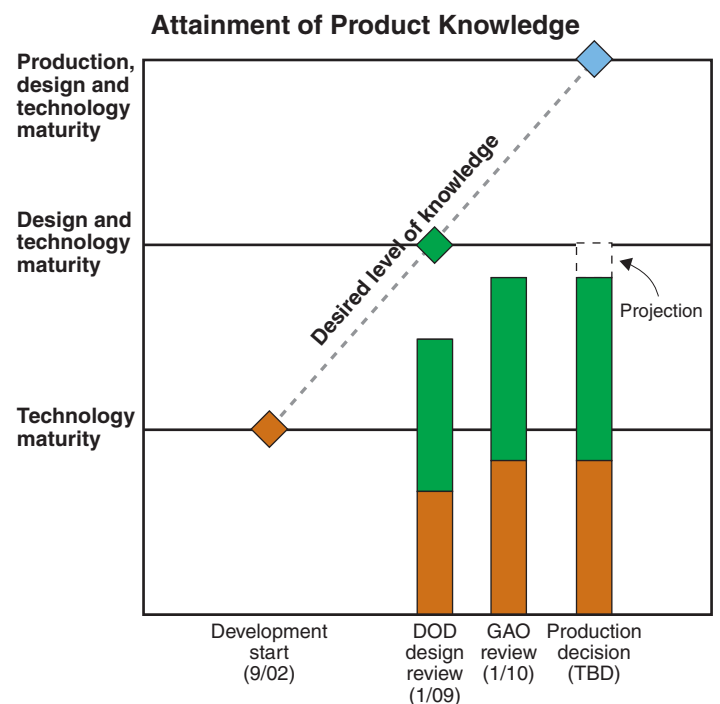 Attainment of Product Knowledge
Production,
design and
technology
maturity
Design and
technology
maturity
Technology
maturity
Desired level of knowledge
Projection
Development
start
(9/02)
DOD
design
review
(1/09)
GAO
review
(1/10)
Production
decision
(TBD)